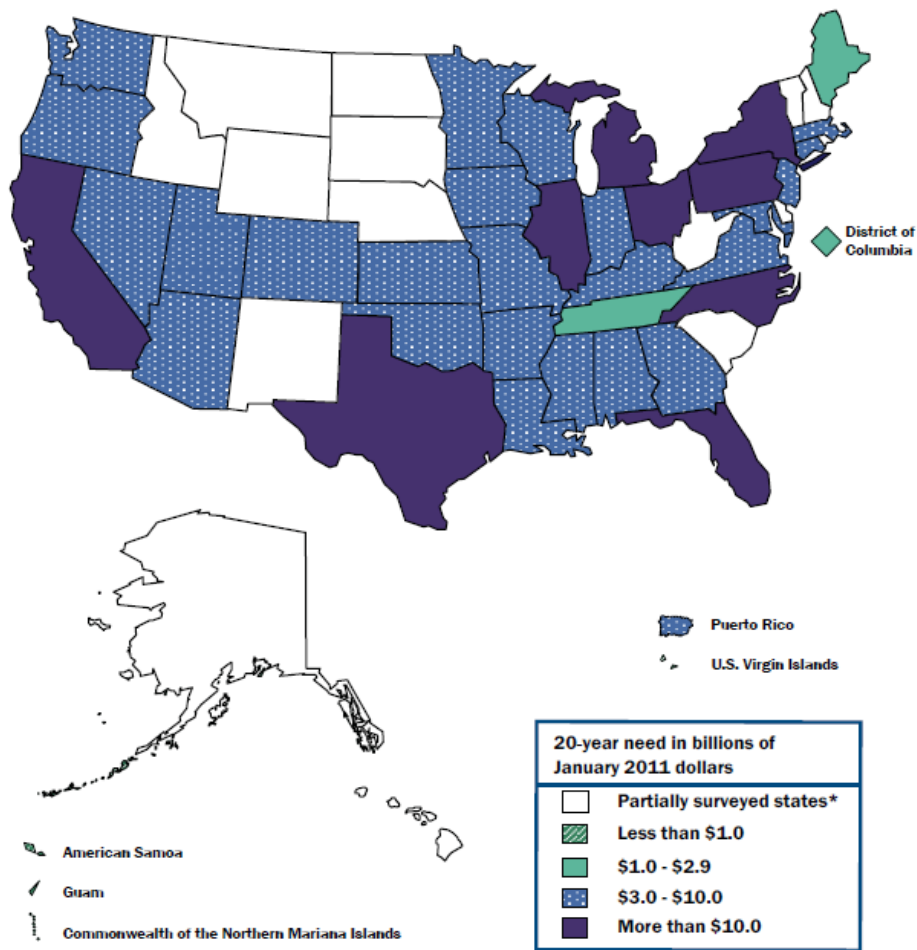 District of
Columbia
Puerto Rico
U.S. Virgin Islands
20-year need in billions of
January 2011 dollars
Partially surveyed states*
Less than $1.0
$1.0 - $2.9
$3.0 - $10.0
More than $10.0
American Samoa
Guam
Commonwealth of the Northern Mariana Islands